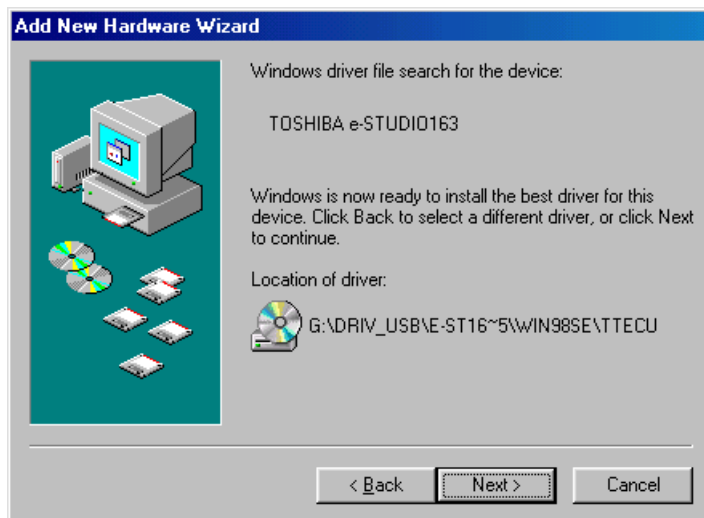 Add New Hardware Wizard
Windows driver file search for the device:
TOSHIBA e-STUDIO163
Windows is now ready to install the best driver for this
device. Click Back to select a different driver, or click Next
to continue.
Location of driver:
G:\DRIV_USB\E-ST16~5\WIN98SE\TTECU
< Back
Next >
Cancel